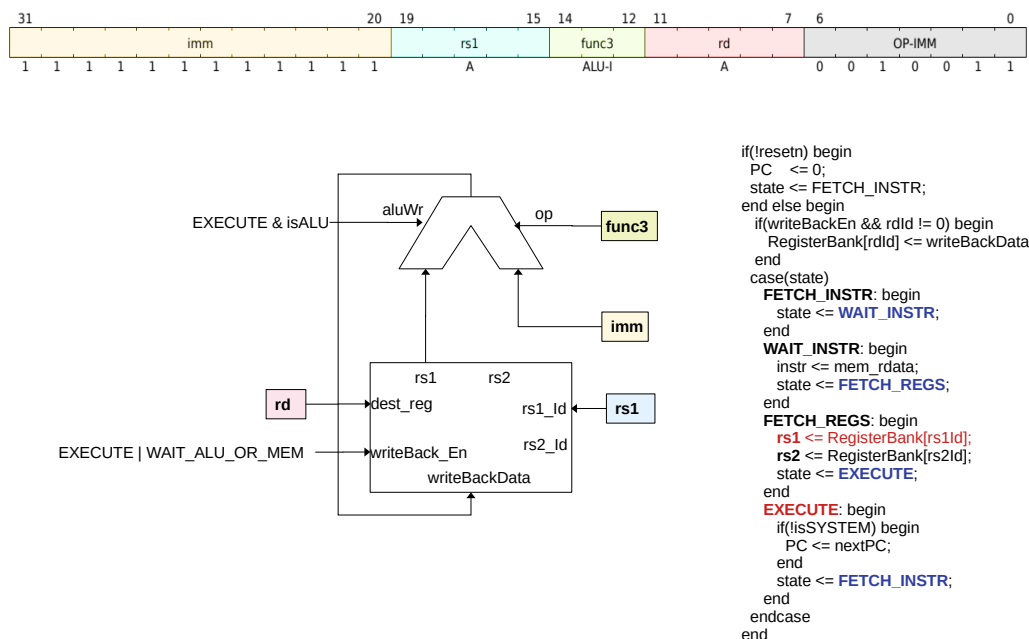 31 20 19 15 14 12 11 7 6 0
imm rs1 func3 rd OP-IMM
1 1 1 1 1 1 1 1 1 1 1 1 A ALU-I A 0 0 1 0 0 1 1
aluWr
EXECUTE & isALU
op
func3
imm
rs1 rs2
rd
dest_reg
rs1_Id
rs1
rs2_Id
EXECUTE | WAIT_ALU_OR_MEM
writeBack_En
writeBackData
if(!resetn) begin
PC <= 0;
state <= FETCH_INSTR;
end else begin
if(writeBackEn && rdId != 0) begin
RegisterBank[rdId] <= writeBackData
end
case(state)
FETCH_INSTR: begin
state <= WAIT_INSTR;
end
WAIT_INSTR: begin
instr <= mem_rdata;
state <= FETCH_REGS;
end
FETCH_REGS: begin
rs1 <= RegisterBank[rs1Id];
rs2 <= RegisterBank[rs2Id];
state <= EXECUTE;
end
EXECUTE: begin
if(!isSYSTEM) begin
PC <= nextPC;
end
state <= FETCH_INSTR;
end
endcase
end